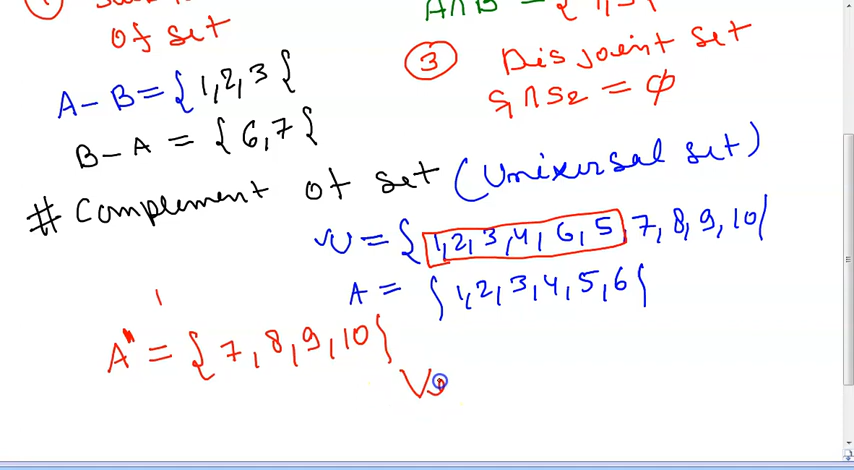 of set
A∩B = {
A - B = {1,2,3{
B - A = {6,7{
3 Disjoint set
S1 ∩ S2 = ϕ
# Complement of set (Universal set)
U = { 1,2,3,4,6,5,7,8,9,10{
A = {1,2,3,4,5,6{
A' = {7,8,9,10{